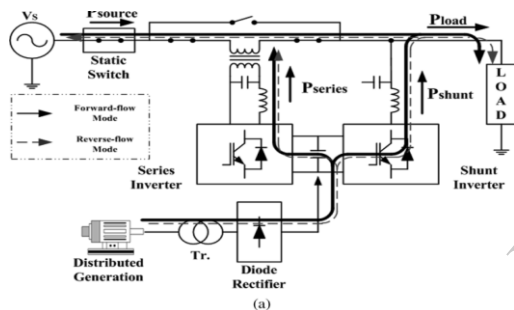 Vs
Psource
Static
Switch
Pload
Forward-flow
Mode
Reverse-flow
Mode
Pseries
Pshunt
LOAD
Series
Inverter
Shunt
Inverter
Distributed
Generation
Tr.
Diode
Rectifier
(a)